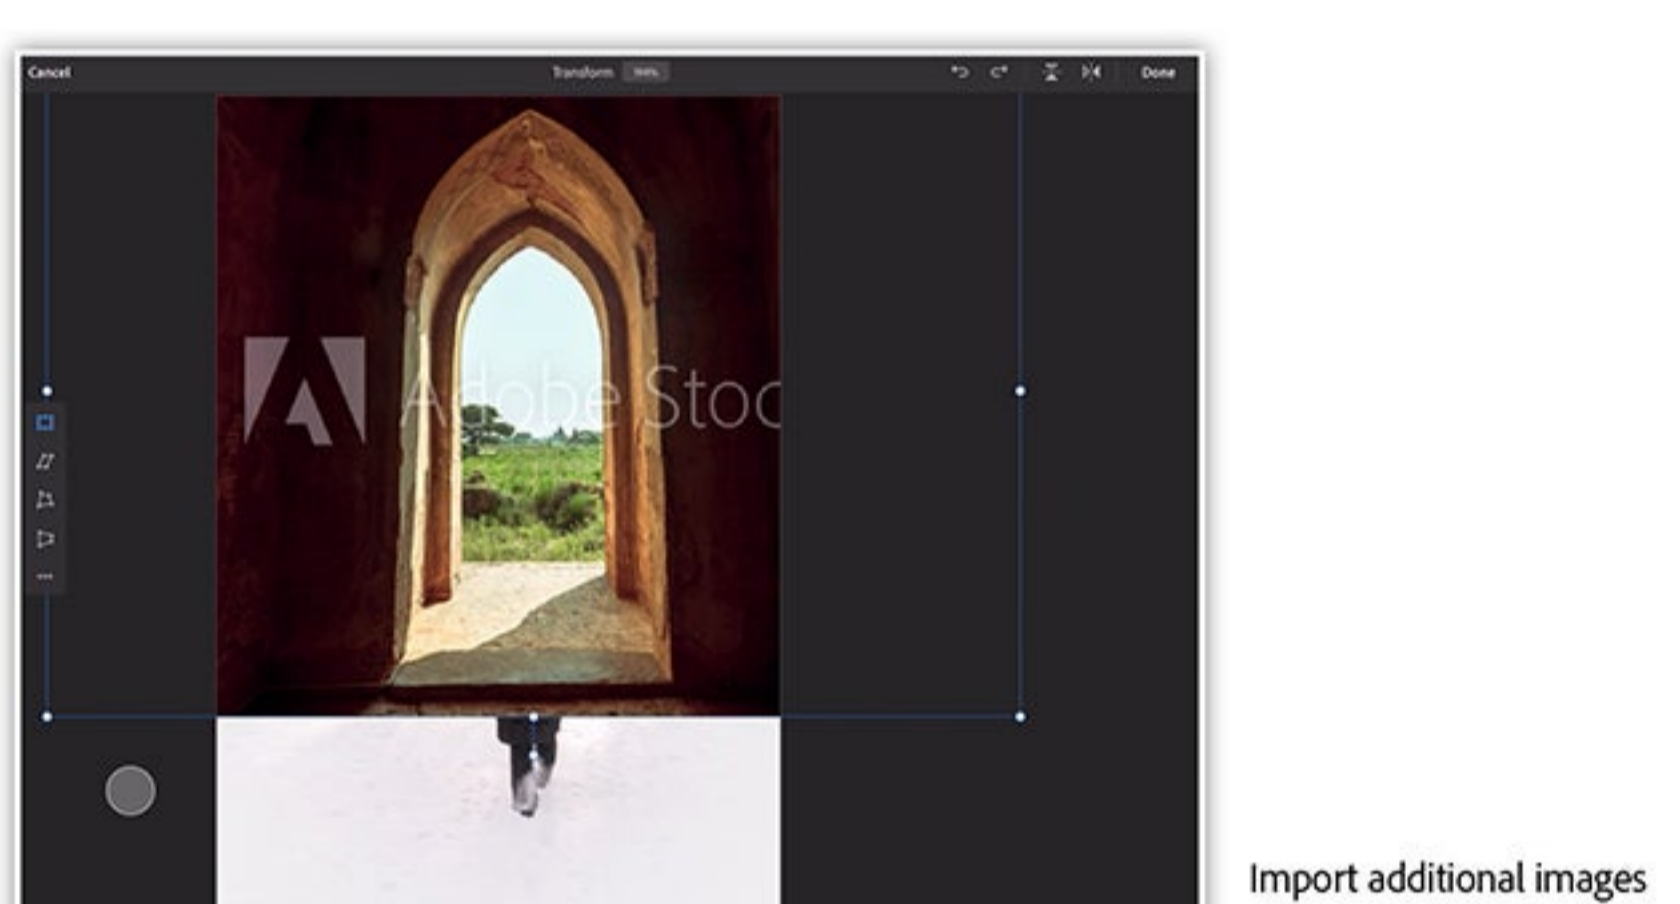 Cancel
Transform
Done
Adobe Stoc
Import additional images